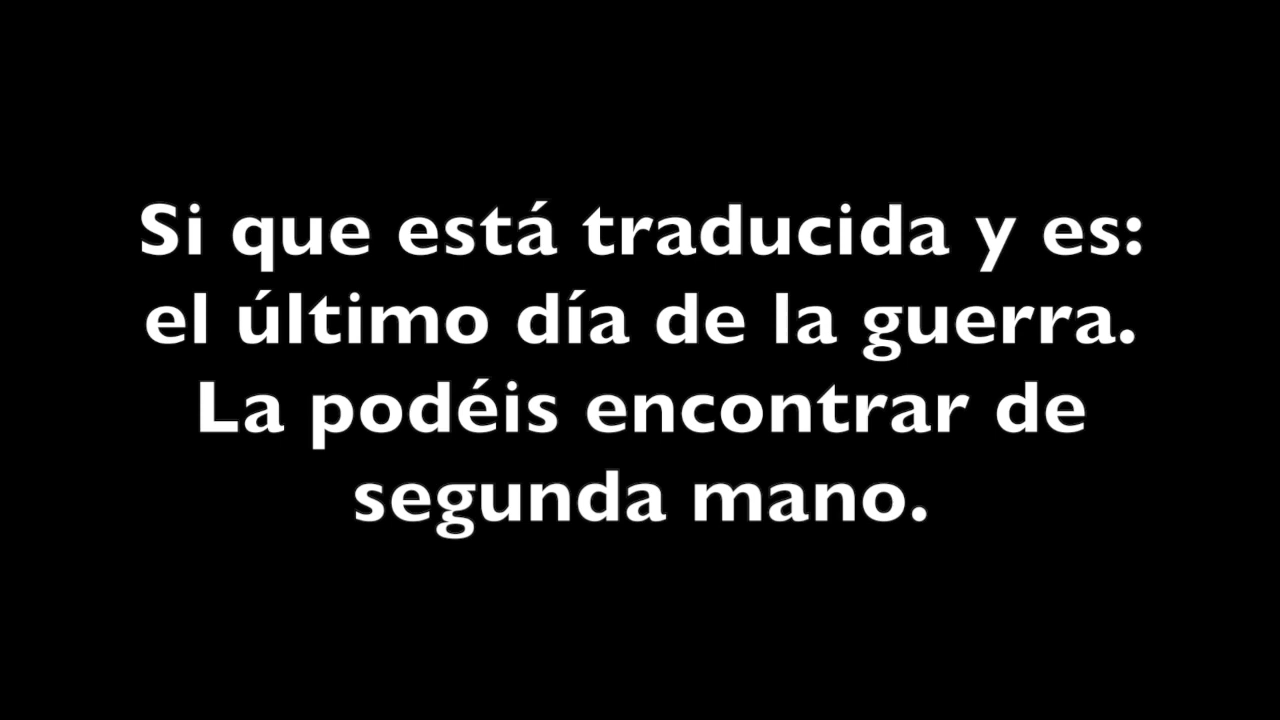 Si que está traducida y es:
el último día de la guerra.
La podéis encontrar de
segunda mano.